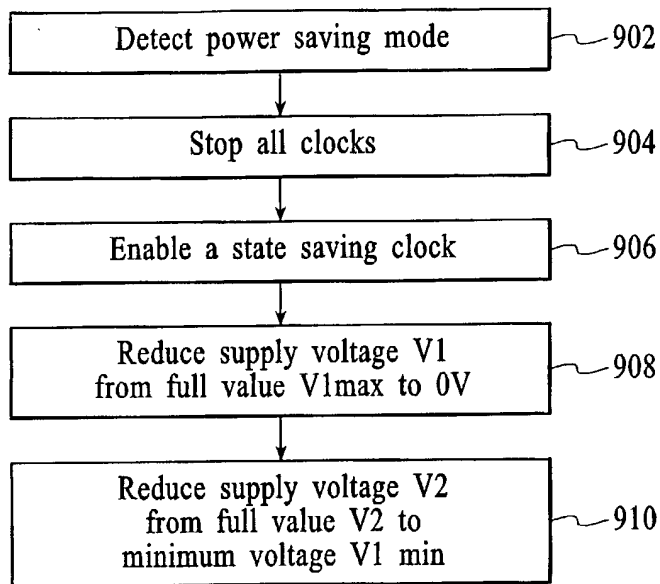 Detect power saving mode
902
Stop all clocks
904
Enable a state saving clock
906
Reduce supply voltage V1
from full value V1max to 0V
908
Reduce supply voltage V2
from full value V2 to
minimum voltage V1 min
910